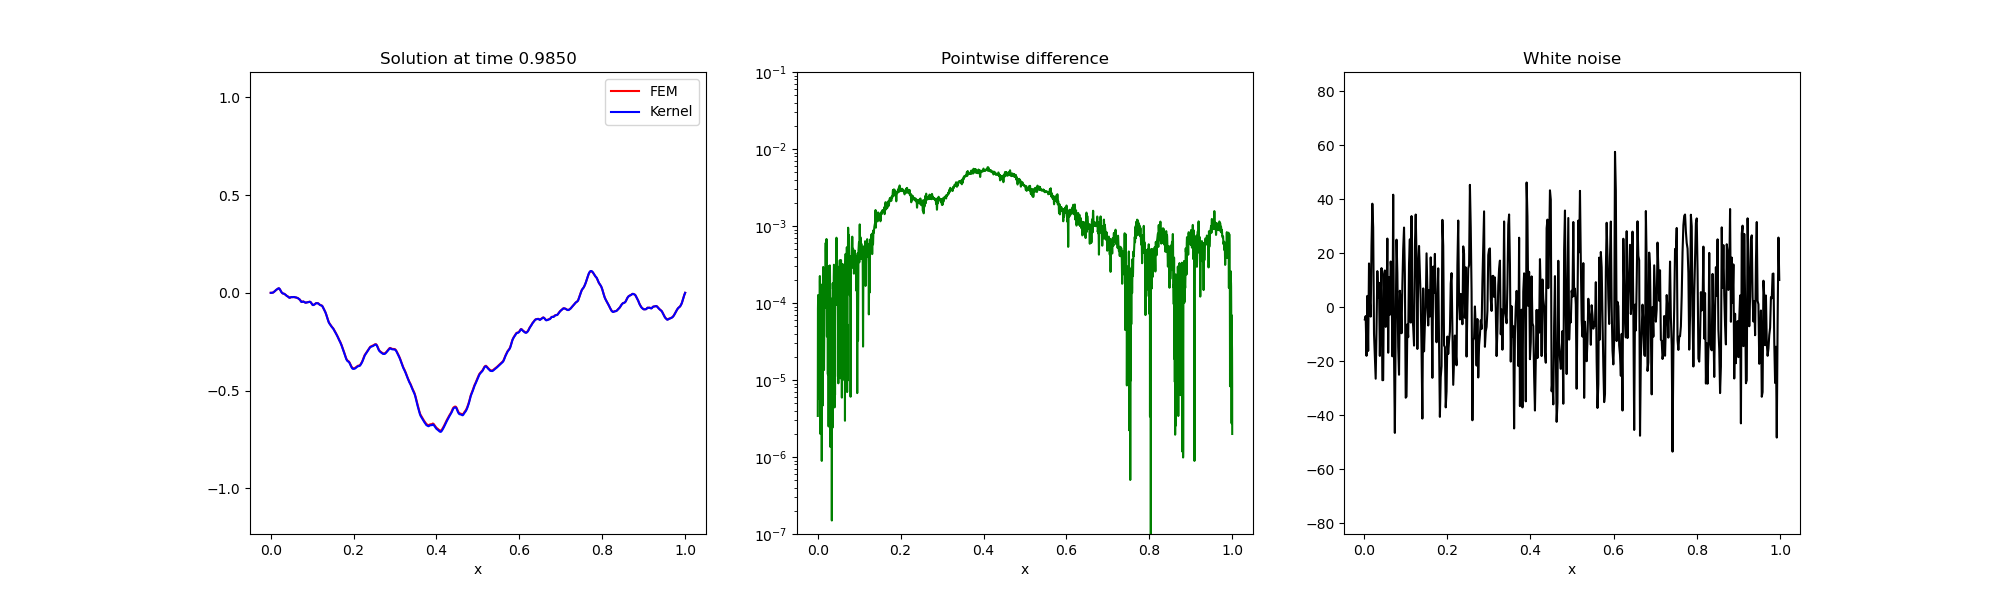 Solution at time 0.9850
FEM
Kernel
1.0
0.5
0.0
−0.5
−1.0
0.0 0.2 0.4 0.6 0.8 1.0
x
Pointwise difference
10⁻¹
10⁻²
10⁻³
10⁻⁴
10⁻⁵
10⁻⁶
10⁻⁷
0.0 0.2 0.4 0.6 0.8 1.0
x
White noise
80
60
40
20
0
−20
−40
−60
−80
0.0 0.2 0.4 0.6 0.8 1.0
x